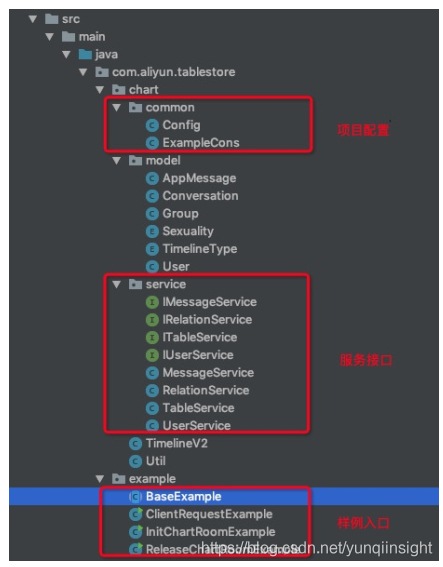 src
main
java
com.aliyun.tablestore
chart
common
Config
ExampleCons
项目配置
model
AppMessage
Conversation
Group
Sexuality
TimelineType
User
service
IMessageService
IRelationService
ITableService
IUserService
MessageService
RelationService
TableService
UserService
服务接口
TimelineV2
Util
example
BaseExample
ClientRequestExample
InitChartRoomExample
样例入口
ReleaseChartRoomExample
https://blog.csdn.net/yunqiinsight